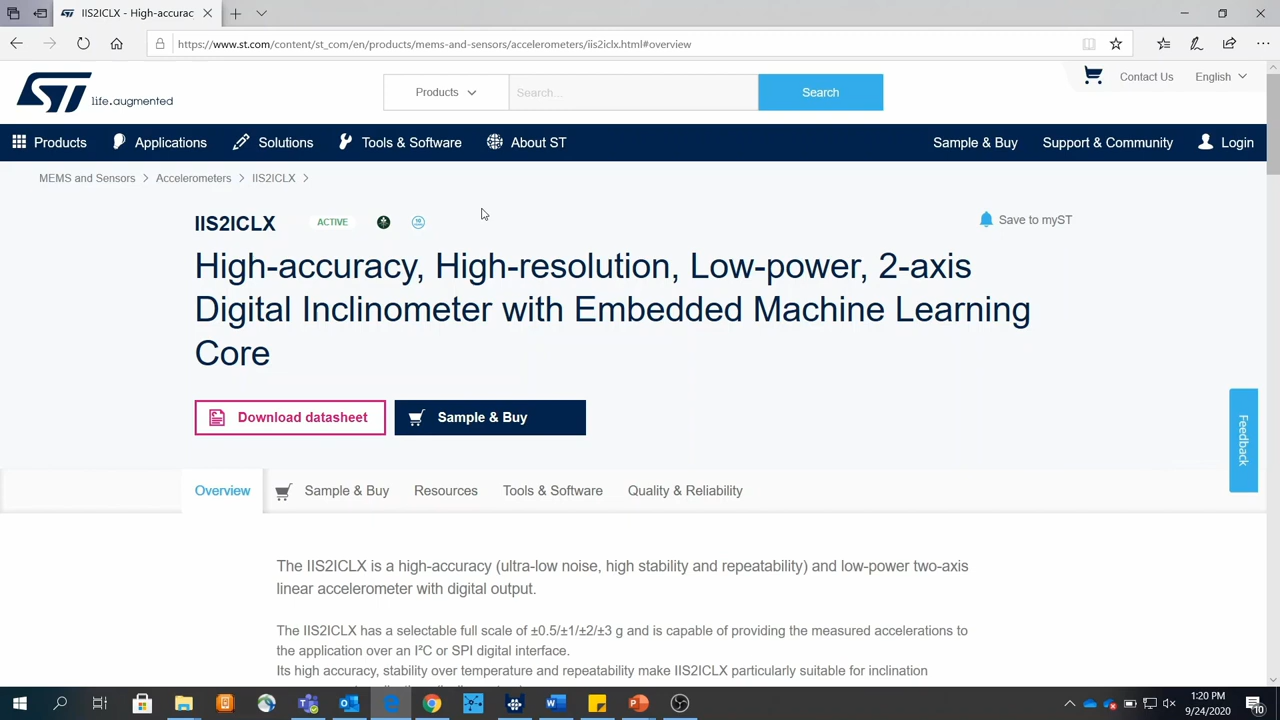 IIS2ICLX - High-accurac
https://www.st.com/content/st_com/en/products/mems-and-sensors/accelerometers/iis2iclx.html#overview
ST life.augmented
Products
Search...
Search
Contact Us
English
Products
Applications
Solutions
Tools & Software
About ST
Sample & Buy
Support & Community
Login
MEMS and Sensors > Accelerometers > IIS2ICLX >
IIS2ICLX
ACTIVE
10
Save to myST
High-accuracy, High-resolution, Low-power, 2-axis
Digital Inclinometer with Embedded Machine Learning
Core
Download datasheet
Sample & Buy
Feedback
Overview
Sample & Buy
Resources
Tools & Software
Quality & Reliability
The IIS2ICLX is a high-accuracy (ultra-low noise, high stability and repeatability) and low-power two-axis
linear accelerometer with digital output.
The IIS2ICLX has a selectable full scale of ±0.5/±1/±2/±3 g and is capable of providing the measured accelerations to
the application over an I²C or SPI digital interface.
Its high accuracy, stability over temperature and repeatability make IIS2ICLX particularly suitable for inclination
1:20 PM
9/24/2020